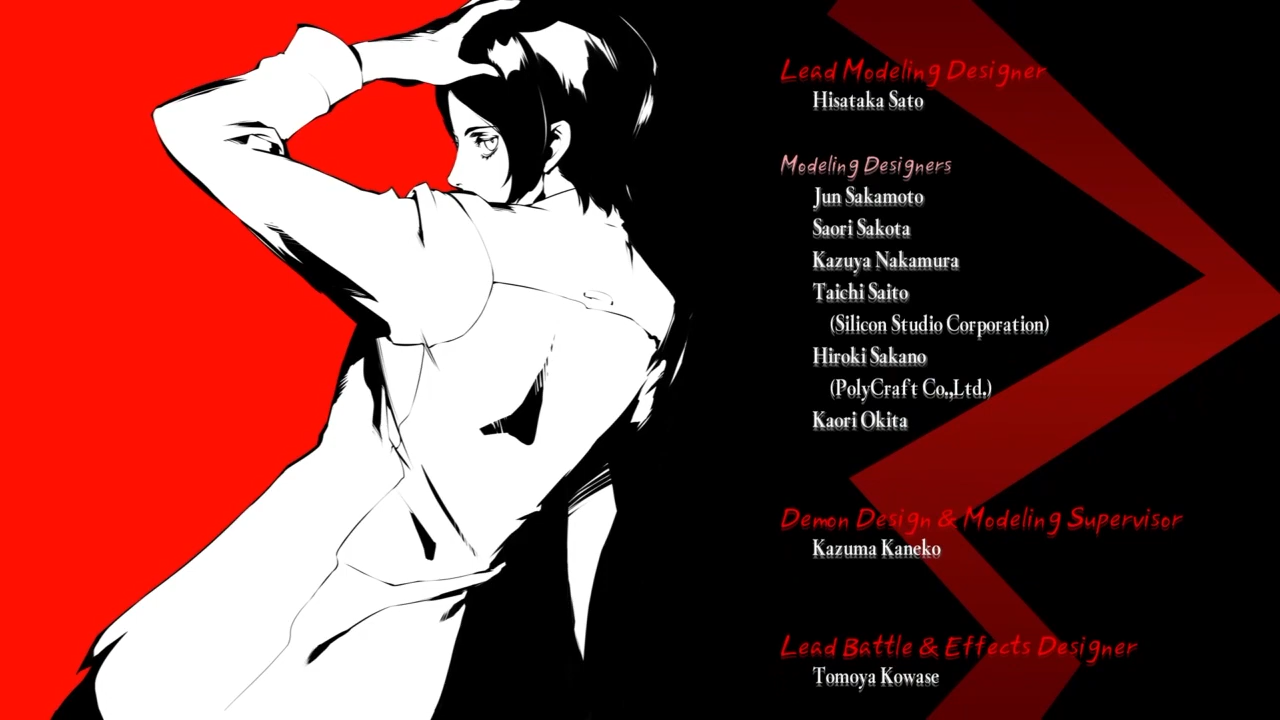 Lead Modeling Designer
Hisataka Sato
Modeling Designers
Jun Sakamoto
Saori Sakota
Kazuya Nakamura
Taichi Saito
(Silicon Studio Corporation)
Hiroki Sakano
(PolyCraft Co.,Ltd.)
Kaori Okita
Demon Design & Modeling Supervisor
Kazuma Kaneko
Lead Battle & Effects Designer
Tomoya Kowase